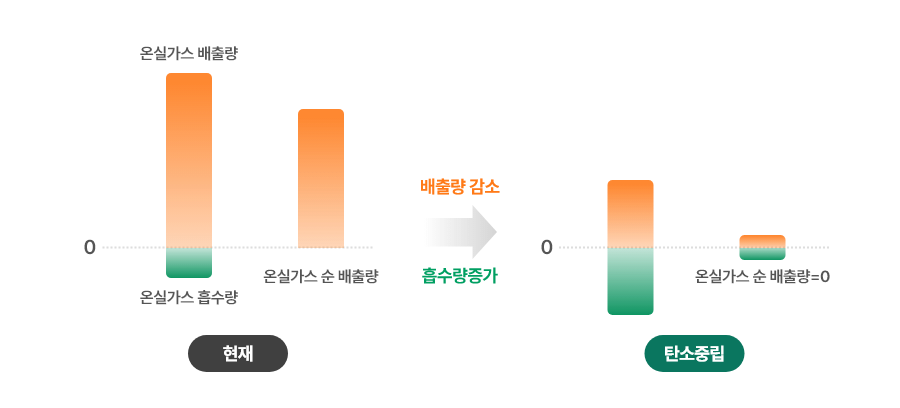 온실가스 배출량
0
온실가스 순 배출량
온실가스 흡수량
현재
배출량 감소
흡수량증가
0
온실가스 순 배출량=0
탄소중립